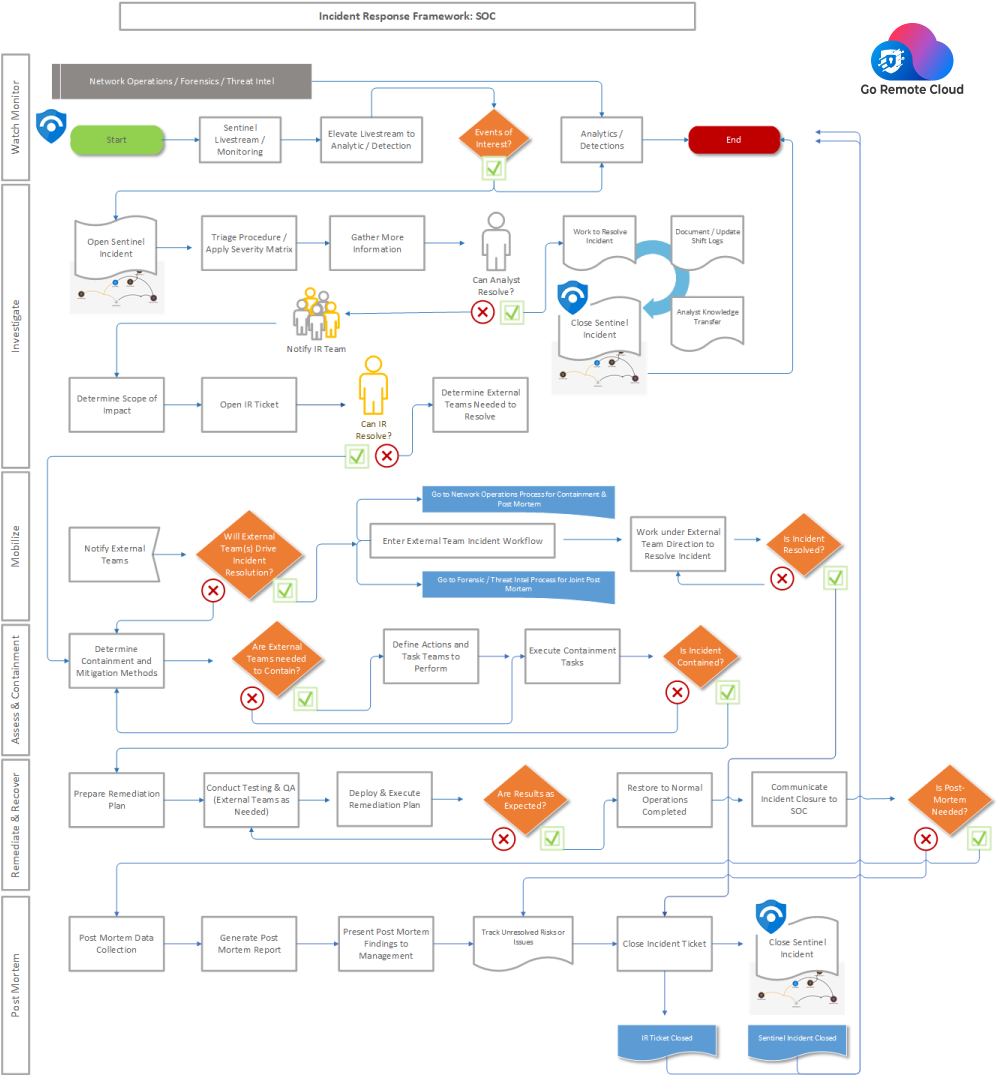 Incident Response Framework: SOC
Go Remote Cloud
Watch Monitor
Network Operations / Forensics / Threat Intel
Start
Sentinel
Livestream /
Monitoring
Elevate Livestream to
Analytic / Detection
Events of
Interest?
Analytics /
Detections
End
Investigate
Open Sentinel
Incident
Triage Procedure /
Apply Severity Matrix
Gather More
Information
Can Analyst
Resolve?
Work to Resolve
Incident
Document / Update
Shift Logs
Analyst Knowledge
Transfer
Close Sentinel
Incident
Notify IR Team
Determine Scope of
Impact
Open IR Ticket
Can IR
Resolve?
Determine External
Teams Needed to
Resolve
Mobilize
Notify External
Teams
Will External
Team(s) Drive
Incident
Resolution?
Go to Network Operations Process for Containment &
Post Mortem
Enter External Team Incident Workflow
Go to Forensic / Threat Intel Process for Joint Post
Mortem
Work under External
Team Direction to
Resolve Incident
Is Incident
Resolved?
Assess & Containment
Determine
Containment and
Mitigation Methods
Are External
Teams needed
to Contain?
Define Actions and
Task Teams to
Perform
Execute Containment
Tasks
Is Incident
Contained?
Remediate & Recover
Prepare Remediation
Plan
Conduct Testing & QA
(External Teams as
Needed)
Deploy & Execute
Remediation Plan
Are Results as
Expected?
Restore to Normal
Operations
Completed
Communicate
Incident Closure to
SOC
Is Post-
Mortem
Needed?
Post Mortem
Post Mortem Data
Collection
Generate Post
Mortem Report
Present Post Mortem
Findings to
Management
Track Unresolved Risks or
Issues
Close Incident Ticket
Close Sentinel
Incident
IR Ticket Closed
Sentinel Incident Closed